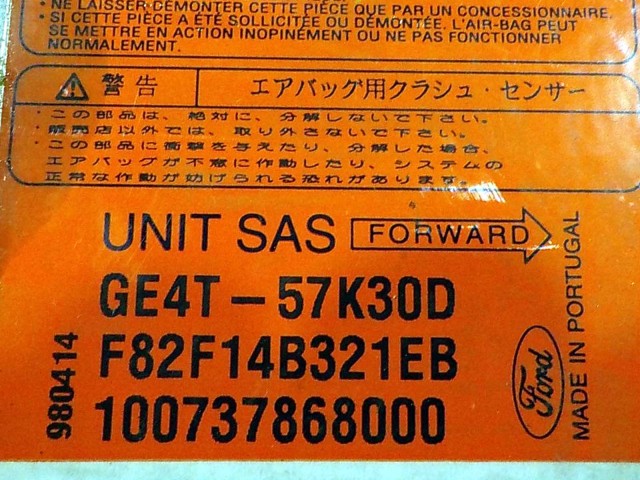 • NE LAISSER DÉMONTER CETTE PIÈCE QUE PAR UN CONCESSIONNAIRE.
• SI CETTE PIÈCE A ÉTÉ SOLLICITÉE OU DÉMONTÉE, L'AIR-BAG PEUT
SE METTRE EN ACTION INOPINÉMENT OU NE PAS FONCTIONNER
NORMALEMENT.
警告 エアバッグ用クラシュ・センサー
・この部品は、絶対に、分解しないで下さい。
・販売店以外では、取り外さないで下さい。
・この部品に衝撃を与えたり、分解した場合、
エアバッグが不意に作動したり、システムの
正常な作動が妨げられる恐れがあります。
UNIT SAS FORWARD
GE4T-57K30D
F82F14B321EB
100737868000
980414
Ford
MADE IN PORTUGAL